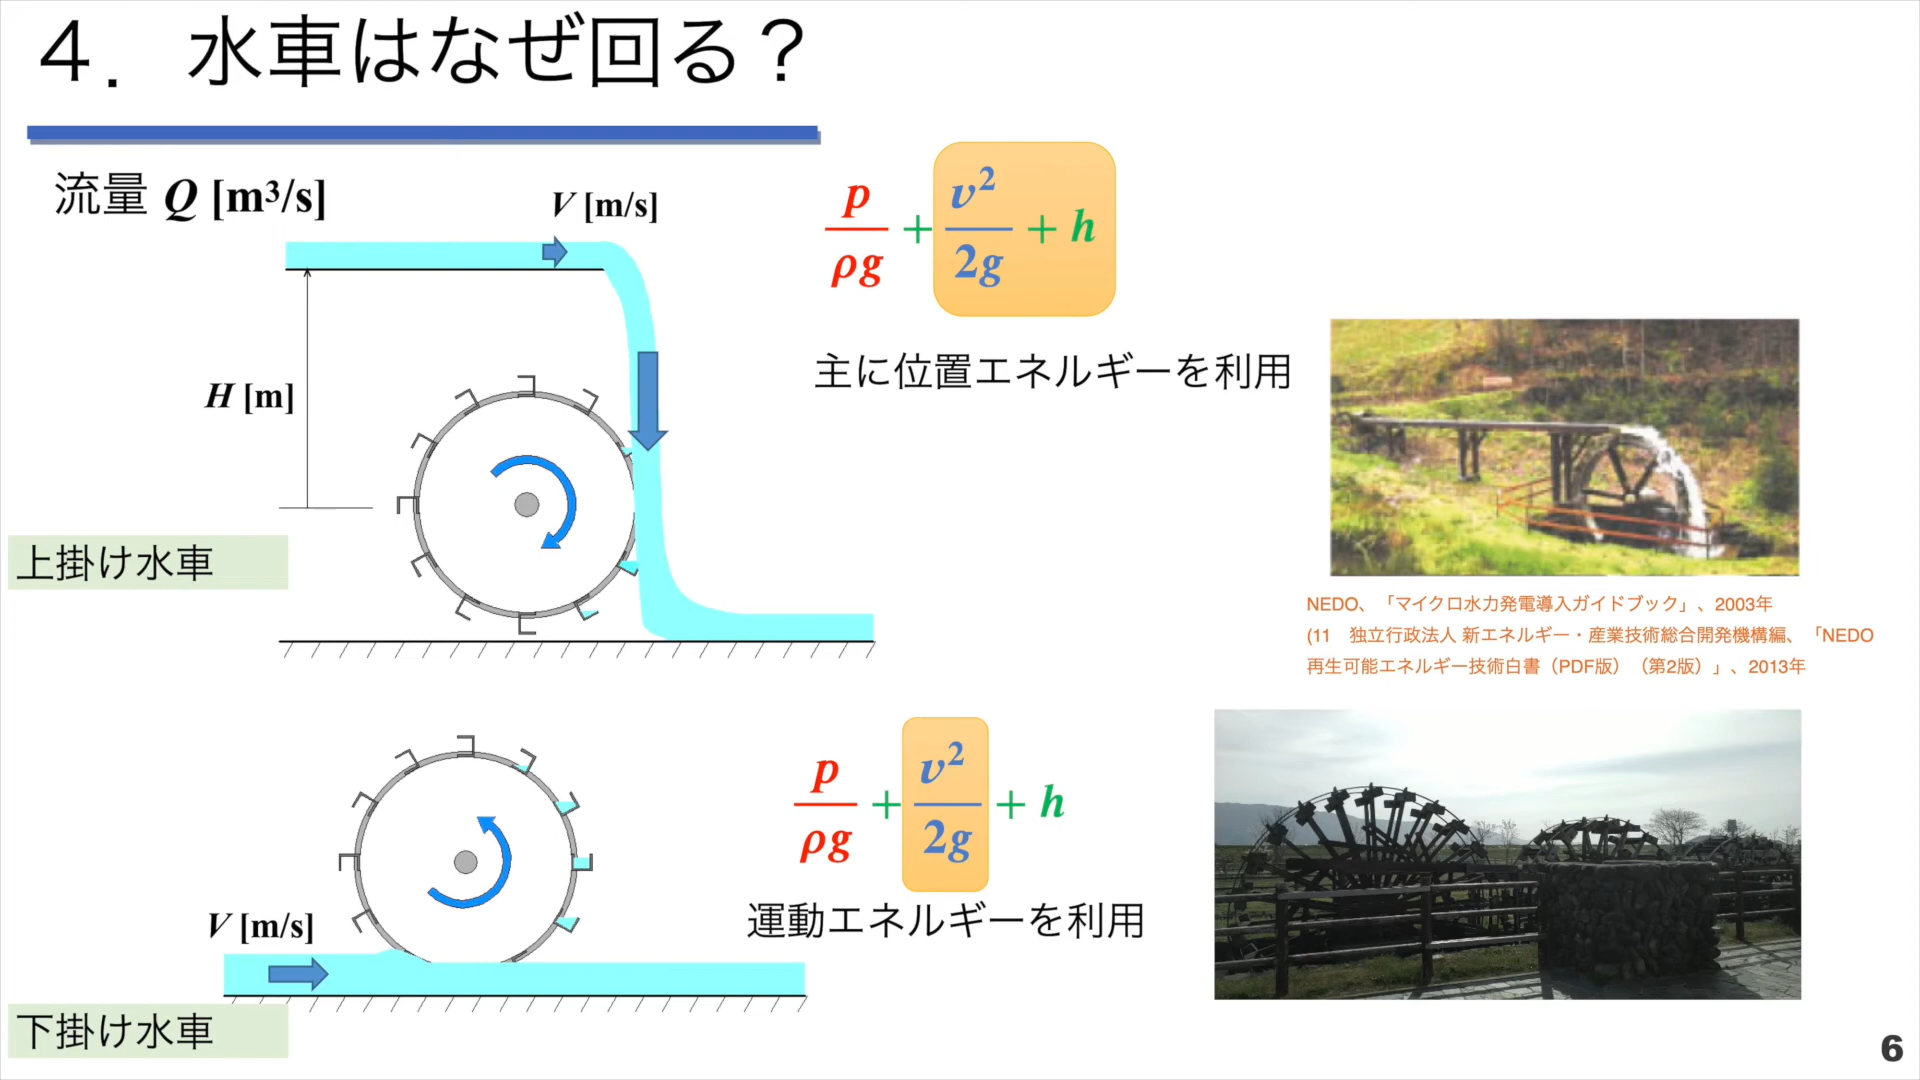 ４．水車はなぜ回る？
流量 Q [m³/s]
V [m/s]
p/ρg + v²/2g + h
主に位置エネルギーを利用
H [m]
上掛け水車
NEDO、「マイクロ水力発電導入ガイドブック」、2003年
(11　独立行政法人 新エネルギー・産業技術総合開発機構編、「NEDO
再生可能エネルギー技術白書（PDF版）（第2版）」、2013年
p/ρg + v²/2g + h
運動エネルギーを利用
V [m/s]
下掛け水車
6